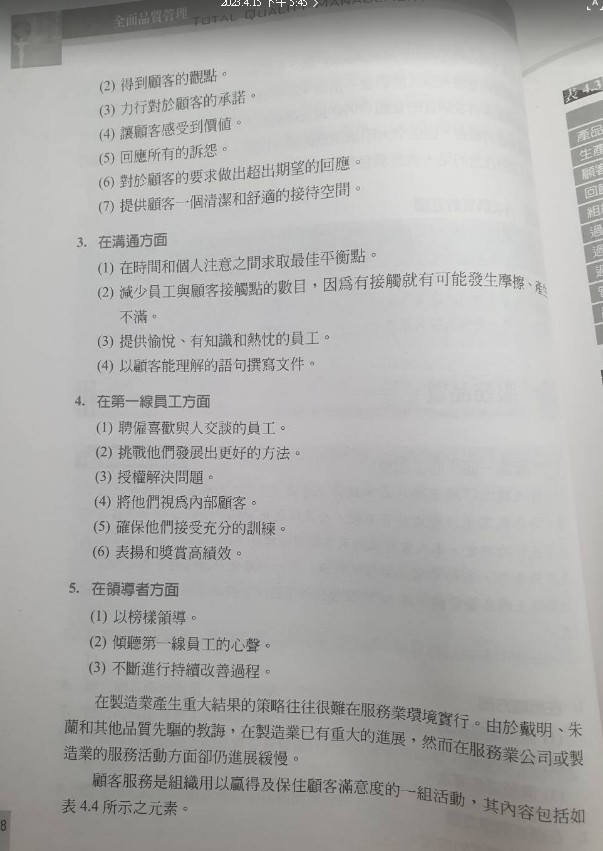 2023.4.15 下午 5:45
全面品質管理 TOTAL QUALITY MANAGEMENT
(2) 得到顧客的觀點。
(3) 力行對於顧客的承諾。
(4) 讓顧客感受到價值。
(5) 回應所有的訴怨。
(6) 對於顧客的要求做出超出期望的回應。
(7) 提供顧客一個清潔和舒適的接待空間。
3. 在溝通方面
(1) 在時間和個人注意之間求取最佳平衡點。
(2) 減少員工與顧客接觸點的數目，因為有接觸就有可能發生摩擦、產生
不滿。
(3) 提供愉悅、有知識和熱忱的員工。
(4) 以顧客能理解的語句撰寫文件。
4. 在第一線員工方面
(1) 聘僱喜歡與人交談的員工。
(2) 挑戰他們發展出更好的方法。
(3) 授權解決問題。
(4) 將他們視為內部顧客。
(5) 確保他們接受充分的訓練。
(6) 表揚和獎賞高績效。
5. 在領導者方面
(1) 以榜樣領導。
(2) 傾聽第一線員工的心聲。
(3) 不斷進行持續改善過程。
在製造業產生重大結果的策略往往很難在服務業環境實行。由於戴明、朱
蘭和其他品質先驅的教誨，在製造業已有重大的進展，然而在服務業公司或製
造業的服務活動方面卻仍進展緩慢。
顧客服務是組織用以贏得及保住顧客滿意度的一組活動，其內容包括如
表 4.4 所示之元素。
8
表 4.3
產品
生產
顧客
回饋
組
過
過